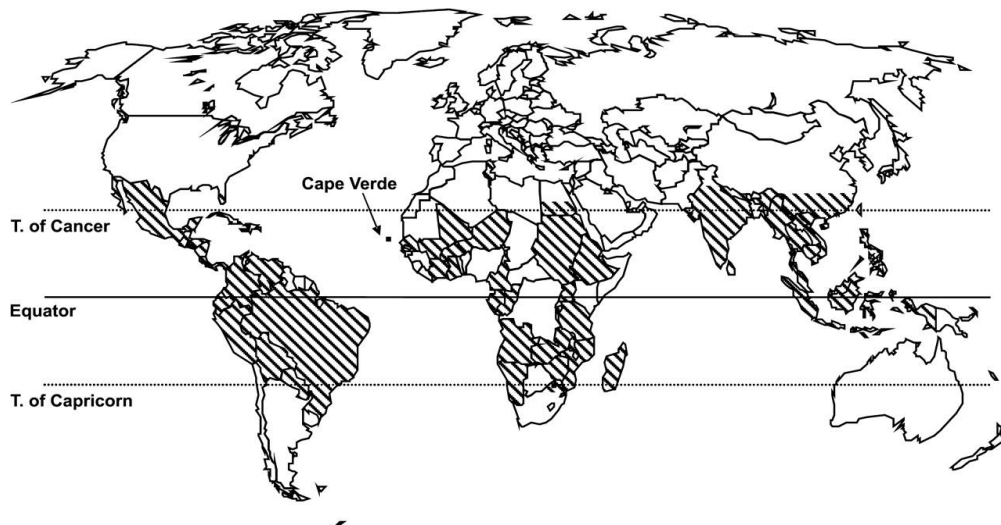 Cape Verde
T. of Cancer
Equator
T. of Capricorn